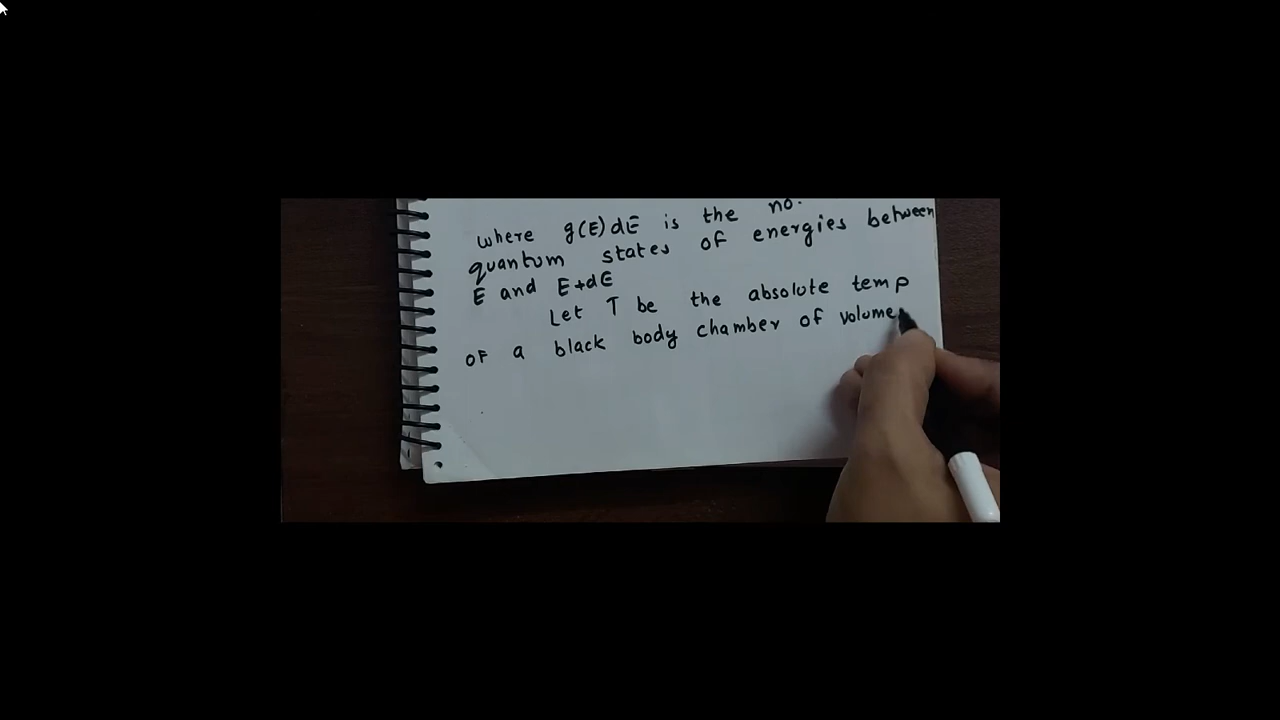 where g(E)dE is the no.
quantum states of energies between
E and E+dE
Let T be the absolute temp
of a black body chamber of volume